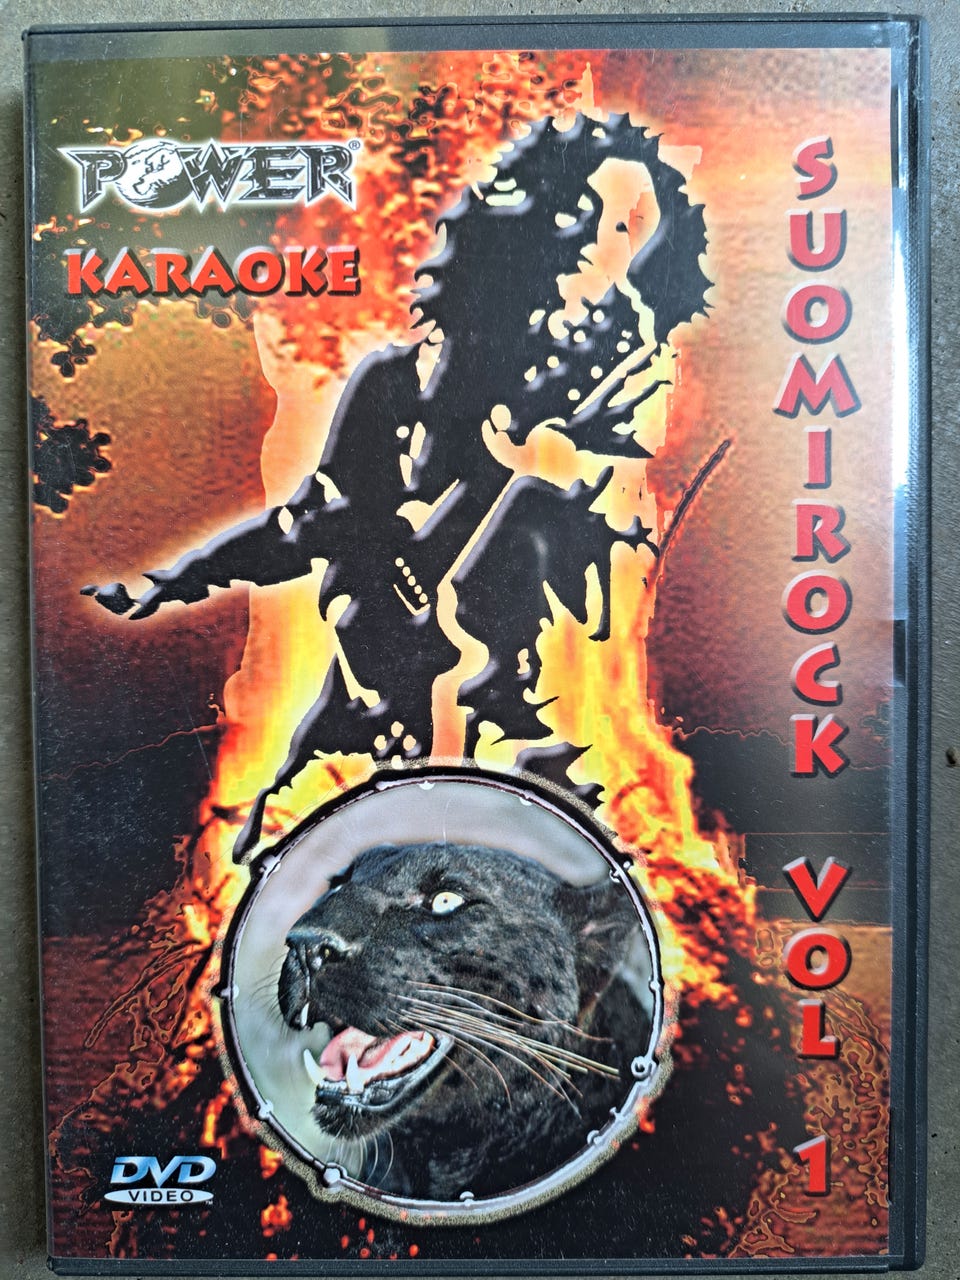 POWER®
KARAOKE
SUOMIROCK VOL 1
DVD
VIDEO